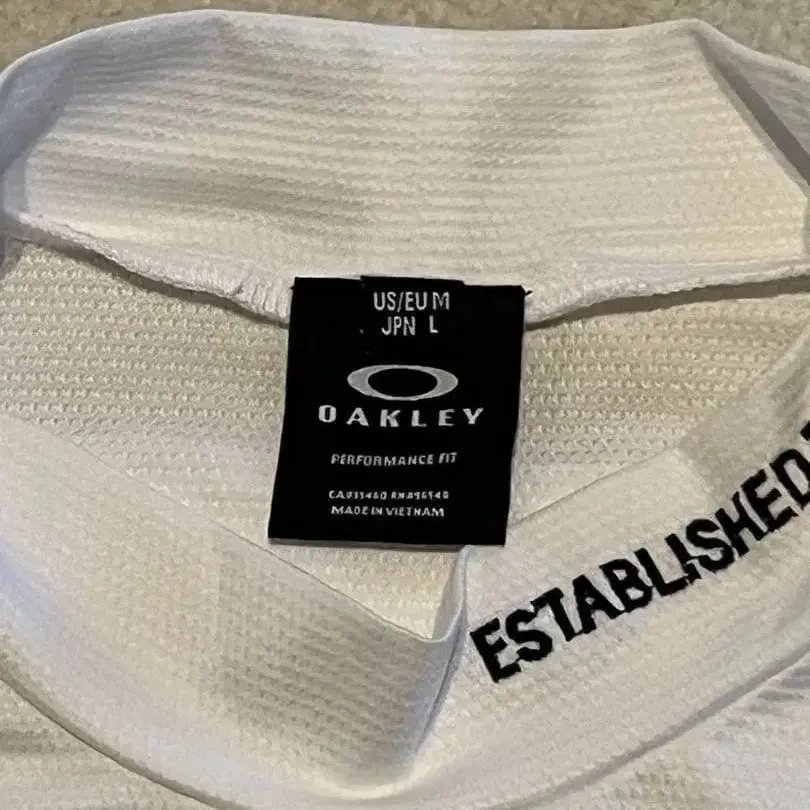 US/EU M
JPN L
OAKLEY
PERFORMANCE FIT
MADE IN VIETNAM
ESTABLISHED